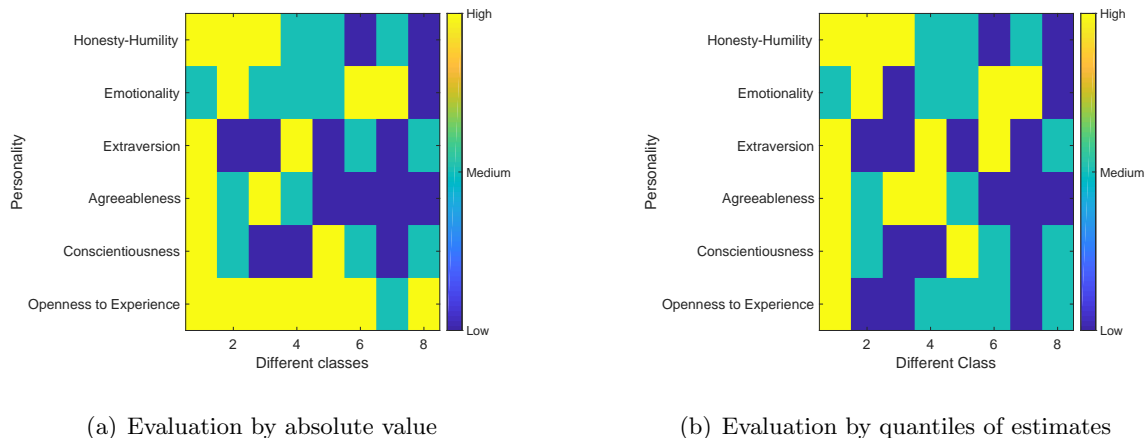 High
Medium
Low
Honesty-Humility
Emotionality
Extraversion
Agreeableness
Conscientiousness
Openness to Experience
Personality
2 4 6 8
Different classes
(a) Evaluation by absolute value
High
Medium
Low
Honesty-Humility
Emotionality
Extraversion
Agreeableness
Conscientiousness
Openness to Experience
Personality
2 4 6 8
Different Class
(b) Evaluation by quantiles of estimates